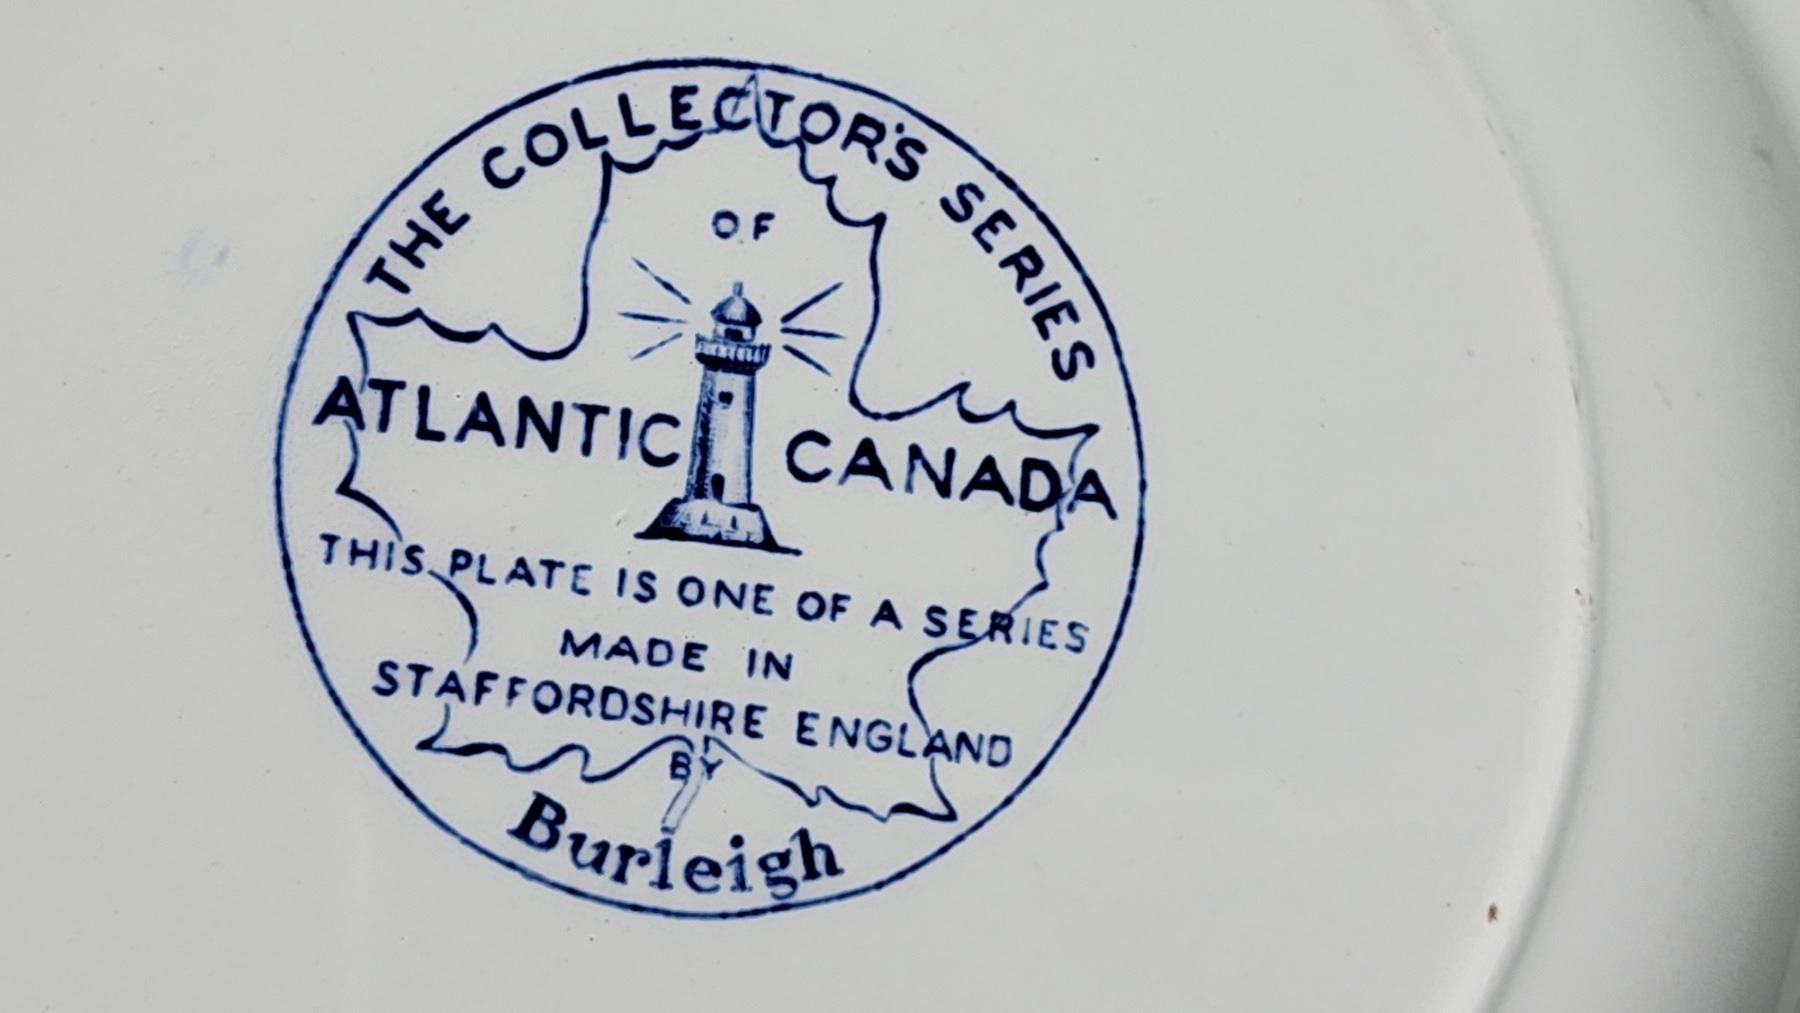 THE COLLECTOR'S SERIES
OF
ATLANTIC CANADA
THIS PLATE IS ONE OF A SERIES
MADE IN
STAFFORDSHIRE ENGLAND
BY
Burleigh